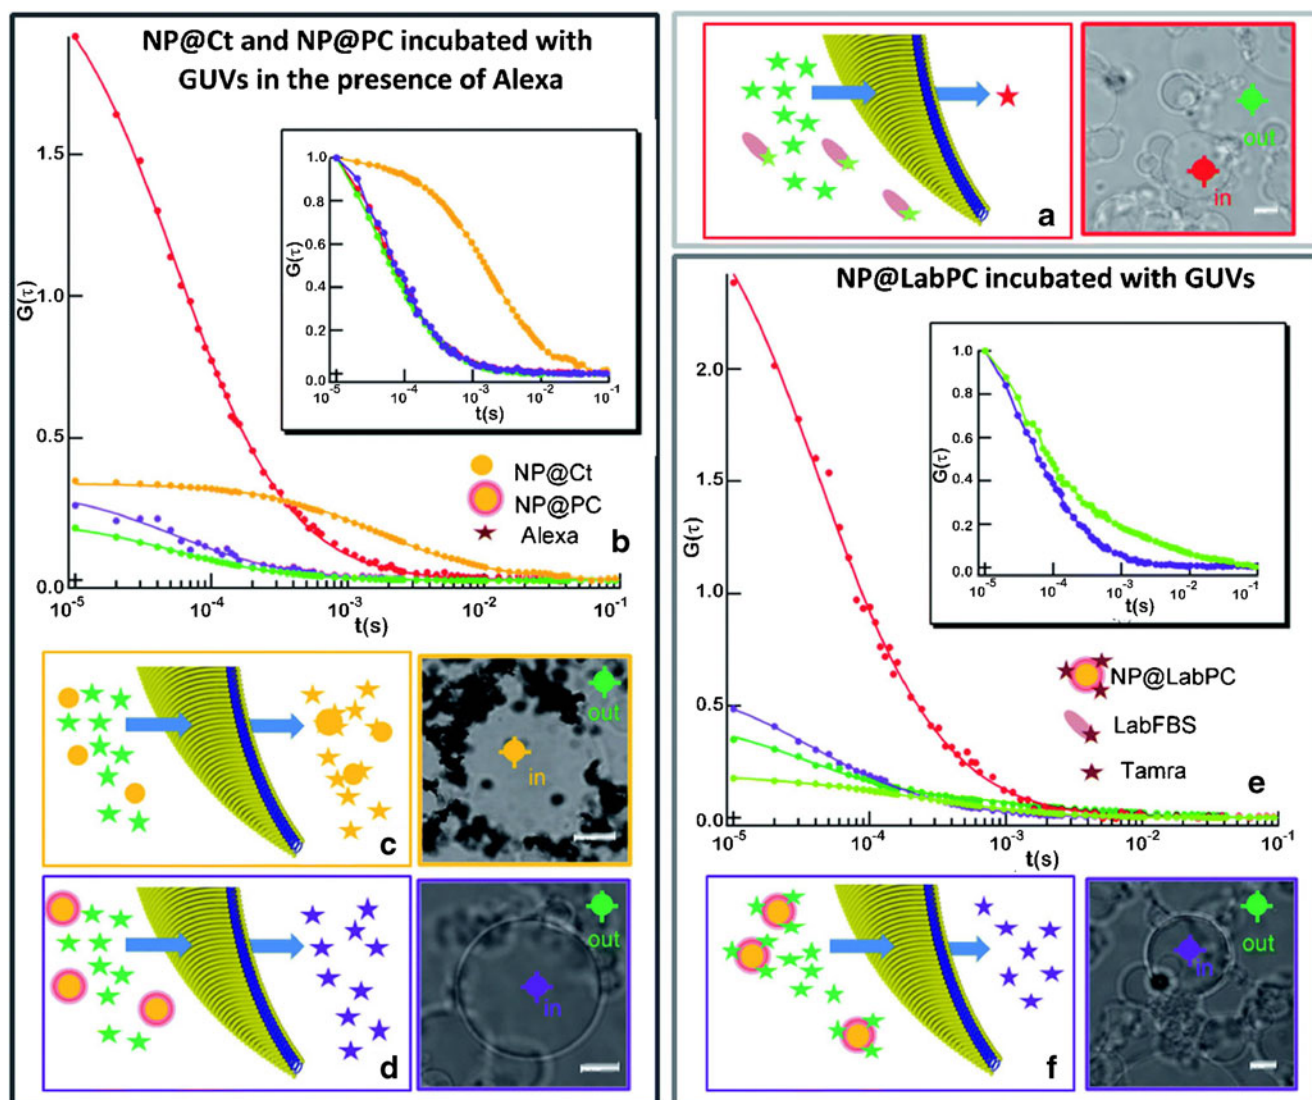 NP@Ct and NP@PC incubated with
GUVs in the presence of Alexa
G(τ)
1.5
1.0
0.5
0.0
10⁻⁵
10⁻⁴
10⁻³
10⁻²
10⁻¹
t(s)
G(τ)
1.0
0.8
0.6
0.4
0.2
0.0
10⁻⁵
10⁻⁴
10⁻³
10⁻²
10⁻¹
t(s)
NP@Ct
NP@PC
Alexa
b
c
out
in
d
out
in
a
out
in
NP@LabPC incubated with GUVs
G(τ)
2.0
1.5
1.0
0.5
0.0
10⁻⁵
10⁻⁴
10⁻³
10⁻²
10⁻¹
t(s)
G(τ)
1.0
0.8
0.6
0.4
0.2
0.0
10⁻⁵
10⁻⁴
10⁻³
10⁻²
10⁻¹
t(s)
NP@LabPC
LabFBS
Tamra
e
f
out
in